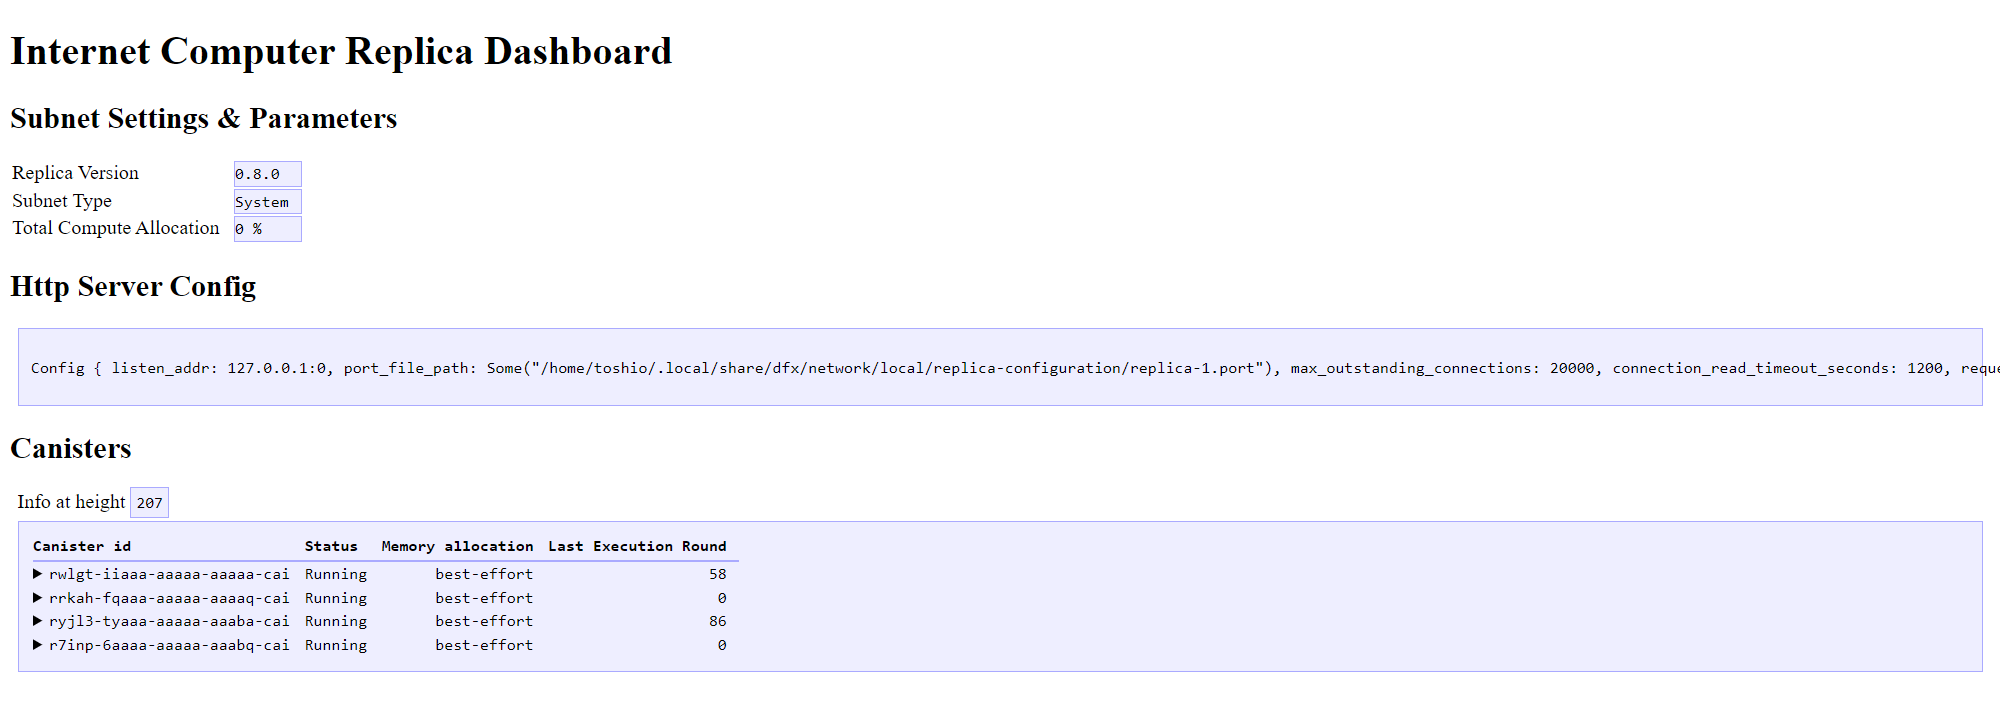 Internet Computer Replica Dashboard
Subnet Settings & Parameters
Replica Version 0.8.0
Subnet Type System
Total Compute Allocation 0 %
Http Server Config
Config { listen_addr: 127.0.0.1:0, port_file_path: Some("/home/toshio/.local/share/dfx/network/local/replica-configuration/replica-1.port"), max_outstanding_connections: 20000, connection_read_timeout_seconds: 1200, reque
Canisters
Info at height 207
Canister id Status Memory allocation Last Execution Round
▶ rwlgt-iiaaa-aaaaa-aaaaa-cai Running best-effort 58
▶ rrkah-fqaaa-aaaaa-aaaaq-cai Running best-effort 0
▶ ryjl3-tyaaa-aaaaa-aaaba-cai Running best-effort 86
▶ r7inp-6aaaa-aaaaa-aaabq-cai Running best-effort 0